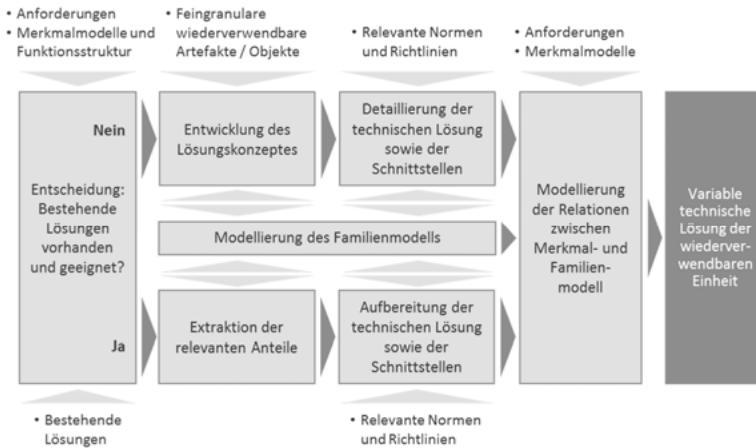 • Anforderungen
• Merkmalmodelle und
Funktionsstruktur
• Feingranulare
wiederverwendbare
Artefakte / Objekte
• Relevante Normen
und Richtlinien
• Anforderungen
• Merkmalmodelle
Nein
Entscheidung:
Bestehende
Lösungen
vorhanden
und geeignet?
Ja
Entwicklung des
Lösungskonzeptes
Detaillierung der
technischen Lösung
sowie der
Schnittstellen
Modellierung des Familienmodells
Extraktion der
relevanten Anteile
Aufbereitung der
technischen Lösung
sowie der
Schnittstellen
Modellierung
der Relationen
zwischen
Merkmal- und
Familien-
modell
Variable
technische
Lösung der
wiederver-
wendbaren
Einheit
• Bestehende
Lösungen
• Relevante Normen
und Richtlinien